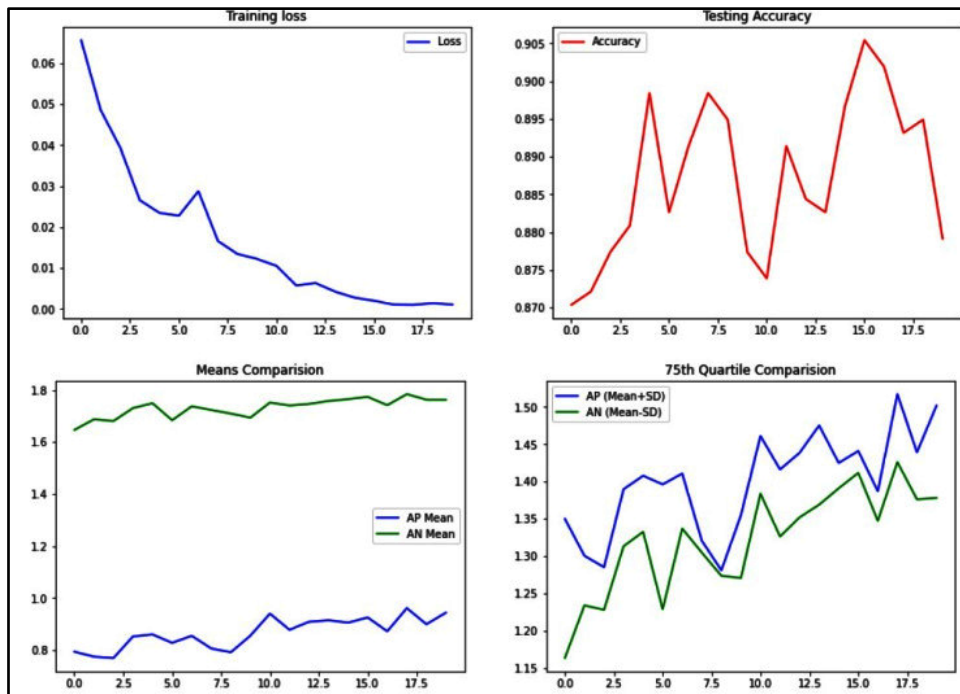 Training loss
Loss
0.06
0.05
0.04
0.03
0.02
0.01
0.00
0.0 2.5 5.0 7.5 10.0 12.5 15.0 17.5
Testing Accuracy
Accuracy
0.905
0.900
0.895
0.890
0.885
0.880
0.875
0.870
0.0 2.5 5.0 7.5 10.0 12.5 15.0 17.5
Means Comparision
1.8
1.6
1.4
1.2
1.0
0.8
AP Mean
AN Mean
0.0 2.5 5.0 7.5 10.0 12.5 15.0 17.5
75th Quartile Comparision
AP (Mean+SD)
AN (Mean-SD)
1.50
1.45
1.40
1.35
1.30
1.25
1.20
1.15
0.0 2.5 5.0 7.5 10.0 12.5 15.0 17.5